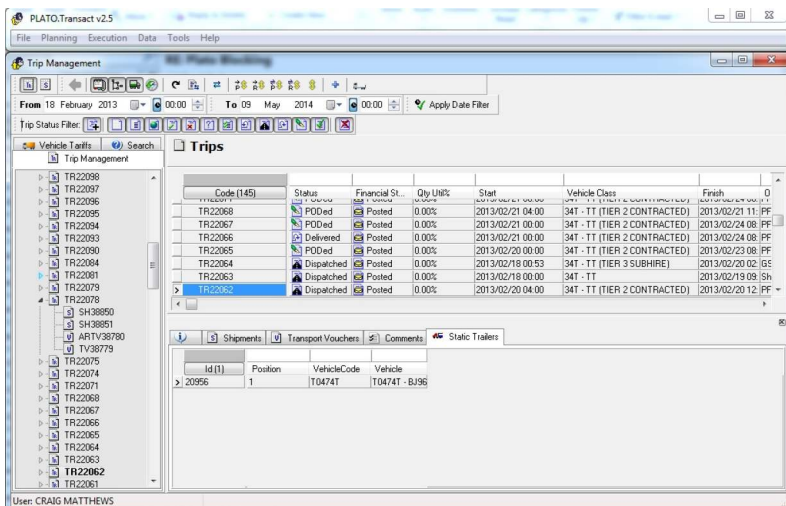 PLATO.Transact v2.5
File Planning Execution Data Tools Help
Trip Management
From 18 February 2013 00:00 To 09 May 2014 00:00 Apply Date Filter
Trip Status Filter:
Vehicle Tariffs Search
Trip Management
Trips
TR22098
TR22097
TR22096
TR22095
TR22094
TR22093
TR22090
TR22084
TR22081
TR22079
TR22078
SH38850
SH38851
ARTV38780
TV38779
TR22075
TR22074
TR22071
TR22068
TR22067
TR22066
TR22065
TR22064
TR22063
TR22062
TR22061
Code (145) Status Financial St... Qty Util% Start Vehicle Class Finish O
TR22068 PODed Posted 0.00% 2013/02/21 04:00 34T - TT (TIER 2 CONTRACTED) 2013/02/21 11: PF
TR22067 PODed Posted 0.00% 2013/02/21 00:00 34T - TT (TIER 2 CONTRACTED) 2013/02/24 08: PF
TR22066 Delivered Posted 0.00% 2013/02/21 00:00 34T - TT (TIER 2 CONTRACTED) 2013/02/24 08: PF
TR22065 PODed Posted 0.00% 2013/02/20 00:00 34T - TT (TIER 2 CONTRACTED) 2013/02/23 08: PF
TR22064 Dispatched Posted 0.00% 2013/02/18 00:53 34T - TT (TIER 3 SUBHIRE) 2013/02/20 02: GS
TR22063 Dispatched Posted 0.00% 2013/02/18 00:00 34T - TT 2013/02/19 09: Sh
TR22062 Dispatched Posted 0.00% 2013/02/20 04:00 34T - TT (TIER 2 CONTRACTED) 2013/02/20 12: PF
Shipments Transport Vouchers Comments Static Trailers
Id (1) Position VehicleCode Vehicle
20956 1 T0474T T0474T - BJ96
User: CRAIG MATTHEWS